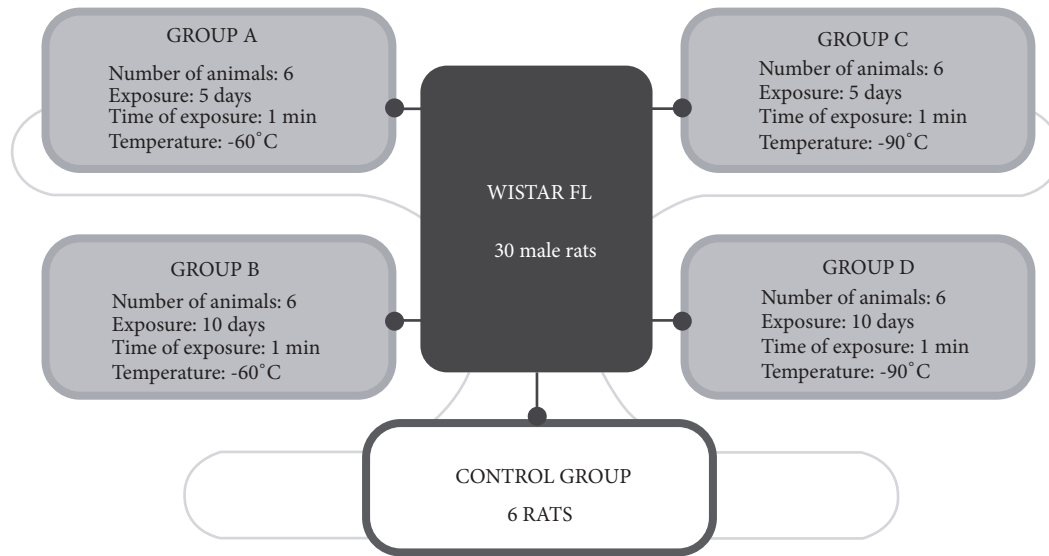 GROUP A
Number of animals: 6
Exposure: 5 days
Time of exposure: 1 min
Temperature: -60˚C
GROUP B
Number of animals: 6
Exposure: 10 days
Time of exposure: 1 min
Temperature: -60˚C
WISTAR FL
30 male rats
GROUP C
Number of animals: 6
Exposure: 5 days
Time of exposure: 1 min
Temperature: -90˚C
GROUP D
Number of animals: 6
Exposure: 10 days
Time of exposure: 1 min
Temperature: -90˚C
CONTROL GROUP
6 RATS